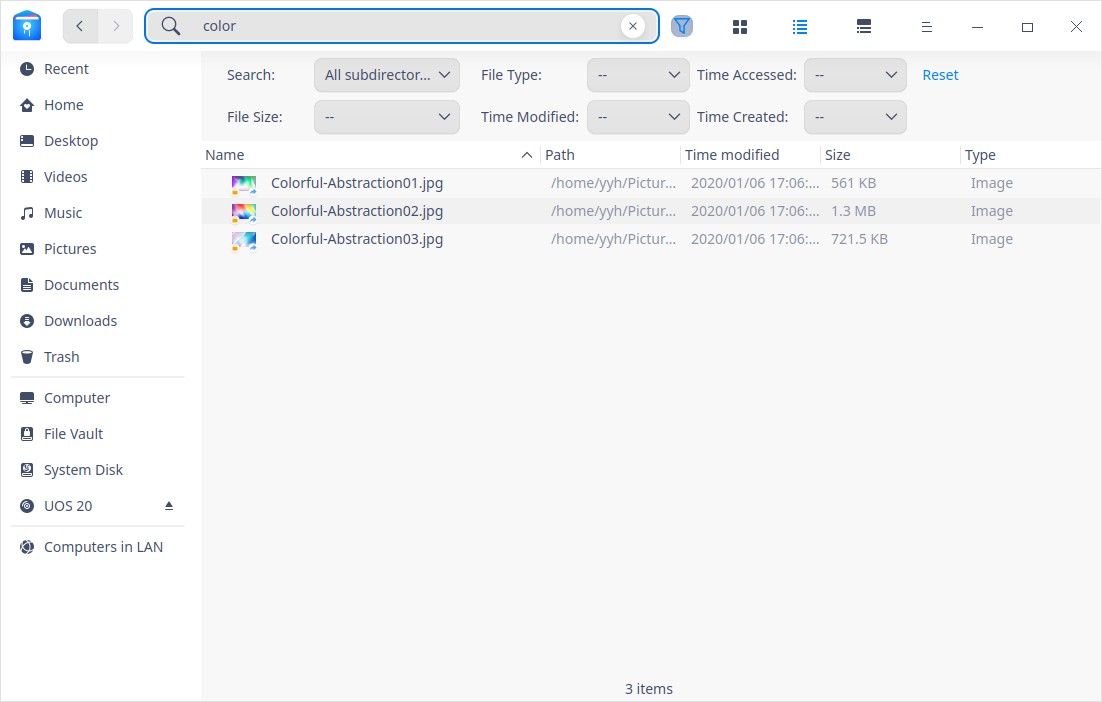 color
Recent
Home
Desktop
Videos
Music
Pictures
Documents
Downloads
Trash
Computer
File Vault
System Disk
UOS 20
Computers in LAN
Search: All subdirector... File Type: -- Time Accessed: -- Reset
File Size: -- Time Modified: -- Time Created: --
Name Path Time modified Size Type
Colorful-Abstraction01.jpg /home/yyh/Pictur... 2020/01/06 17:06:... 561 KB Image
Colorful-Abstraction02.jpg /home/yyh/Pictur... 2020/01/06 17:06:... 1.3 MB Image
Colorful-Abstraction03.jpg /home/yyh/Pictur... 2020/01/06 17:06:... 721.5 KB Image
3 items